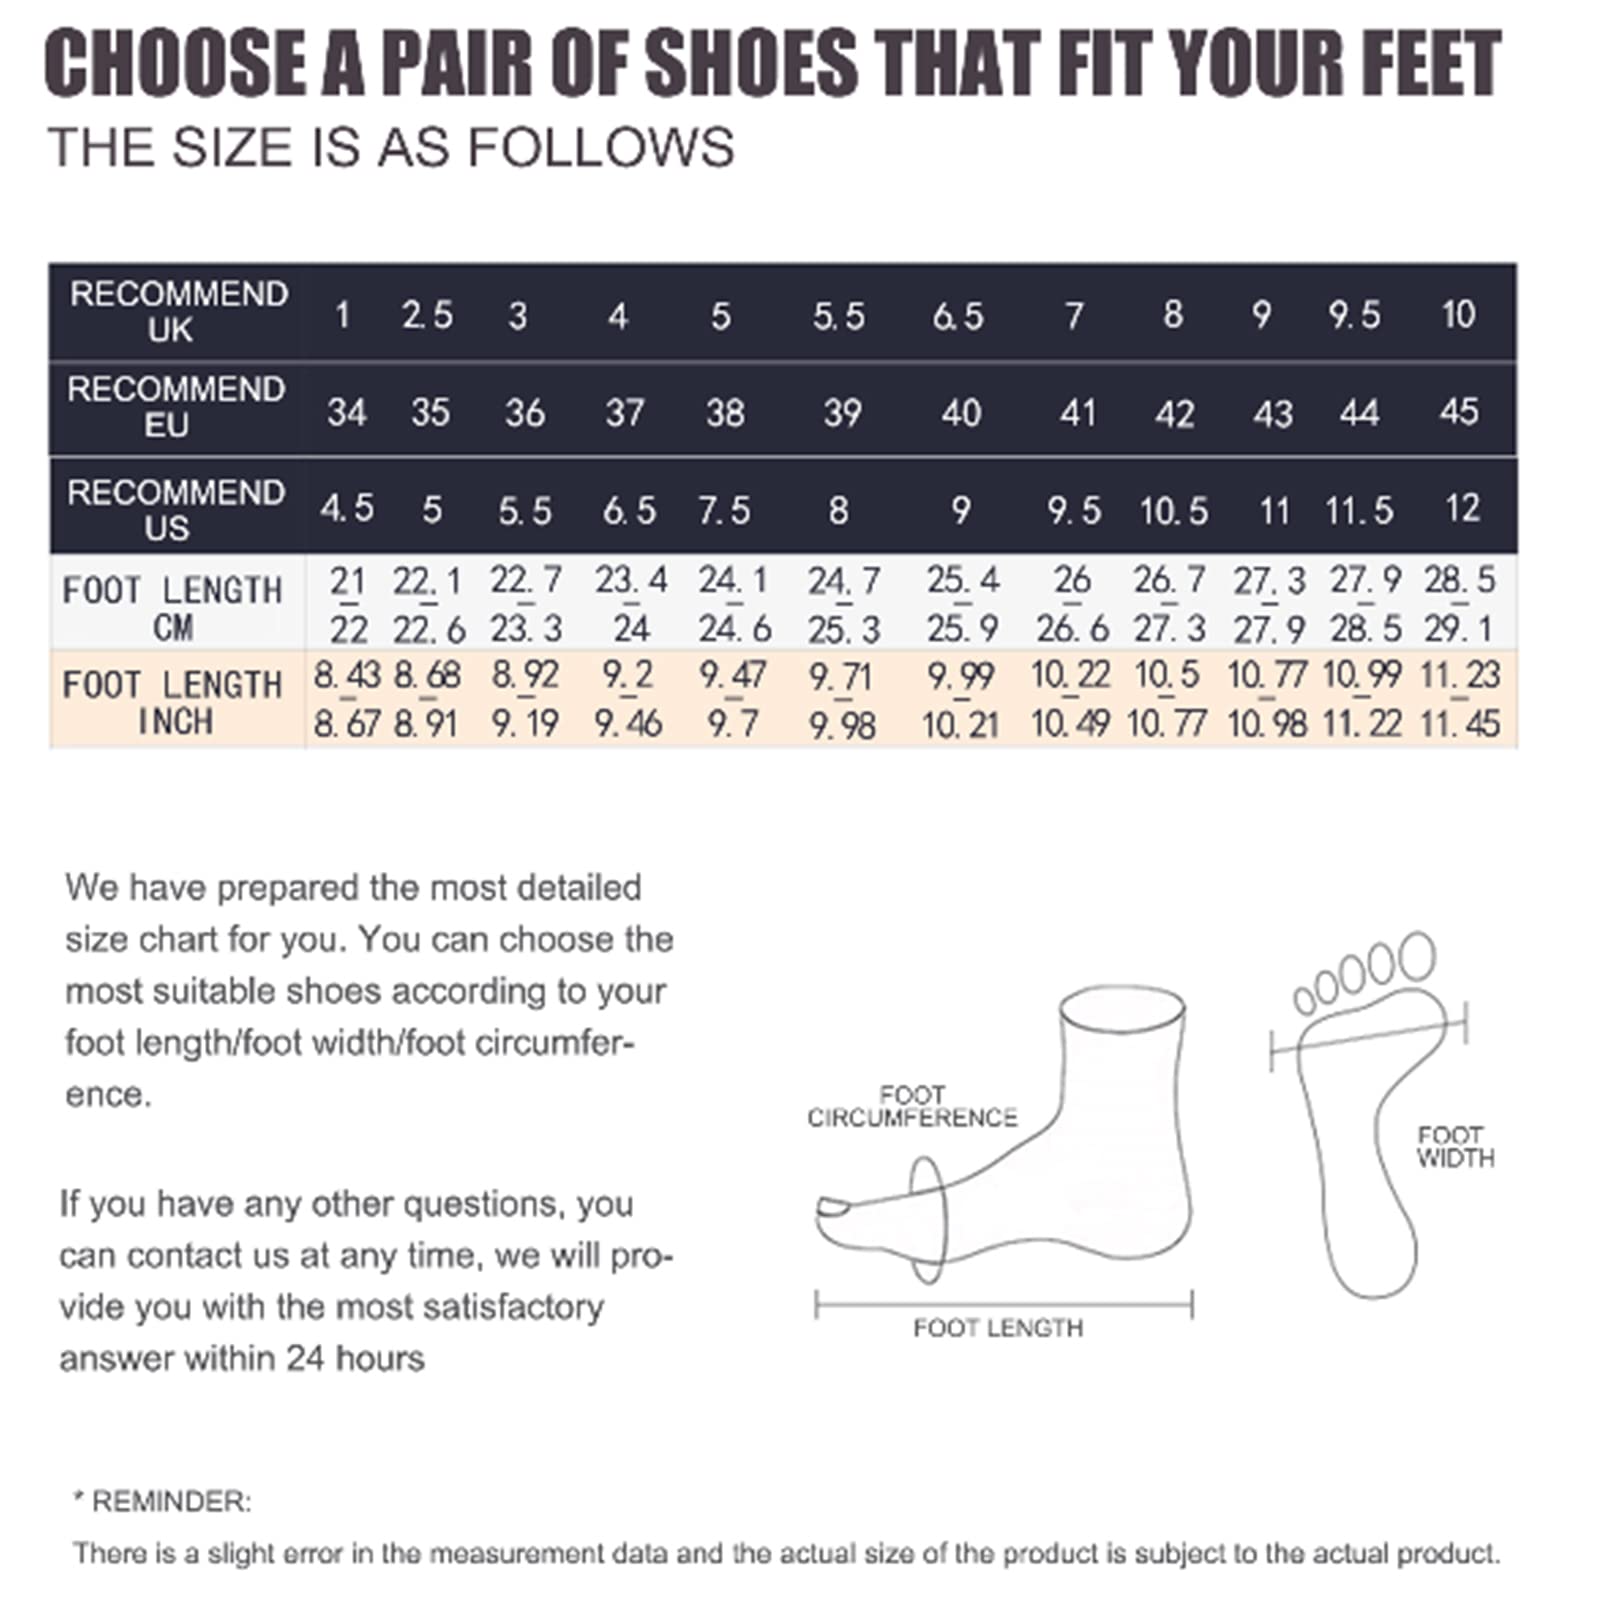 CHOOSE A PAIR OF SHOES THAT FIT YOUR FEET
THE SIZE IS AS FOLLOWS
RECOMMEND UK 1 2.5 3 4 5 5.5 6.5 7 8 9 9.5 10
RECOMMEND EU 34 35 36 37 38 39 40 41 42 43 44 45
RECOMMEND US 4.5 5 5.5 6.5 7.5 8 9 9.5 10.5 11 11.5 12
FOOT LENGTH CM 21-22 22.1-22.6 22.7-23.3 23.4-24 24.1-24.6 24.7-25.3 25.4-25.9 26-26.6 26.7-27.3 27.3-27.9 27.9-28.5 28.5-29.1
FOOT LENGTH INCH 8.43-8.67 8.68-8.91 8.92-9.19 9.2-9.46 9.47-9.7 9.71-9.98 9.99-10.21 10.22-10.49 10.5-10.77 10.77-10.98 10.99-11.22 11.23-11.45
We have prepared the most detailed
size chart for you. You can choose the
most suitable shoes according to your
foot length/foot width/foot circumfer-
ence.
If you have any other questions, you
can contact us at any time, we will pro-
vide you with the most satisfactory
answer within 24 hours
FOOT
CIRCUMFERENCE
FOOT LENGTH
FOOT
WIDTH
* REMINDER:
There is a slight error in the measurement data and the actual size of the product is subject to the actual product.